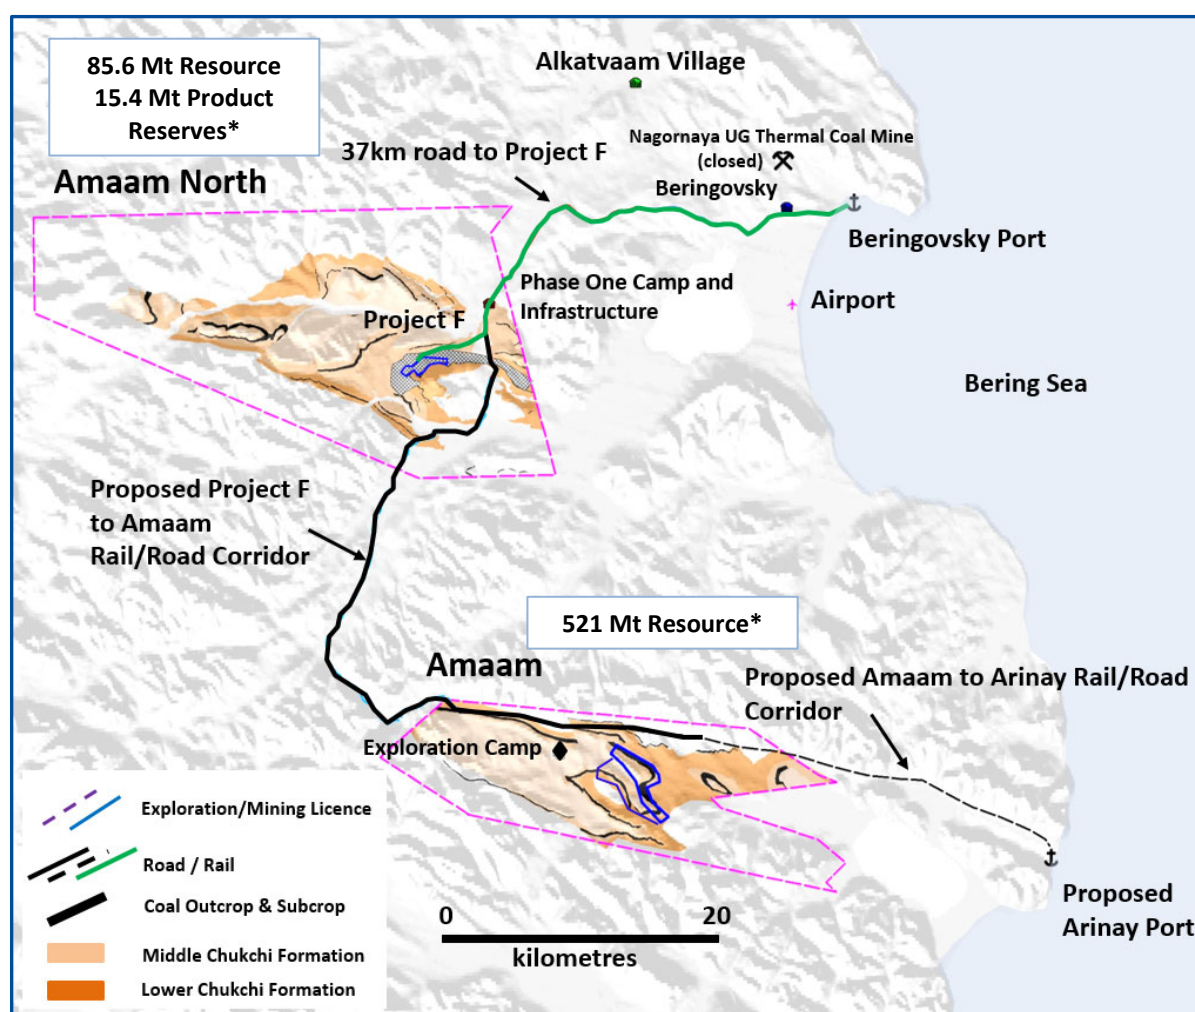 85.6 Mt Resource
15.4 Mt Product
Reserves*
Alkatvaam Village
Nagornaya UG Thermal Coal Mine
(closed)
37km road to Project F
Beringovsky
Amaam North
Beringovsky Port
Phase One Camp and
Infrastructure
Airport
Project F
Bering Sea
Proposed Project F
to Amaam
Rail/Road Corridor
521 Mt Resource*
Amaam
Proposed Amaam to Arinay Rail/Road
Corridor
Exploration Camp
Exploration/Mining Licence
Road / Rail
Coal Outcrop & Subcrop
Middle Chukchi Formation
Lower Chukchi Formation
0 20
kilometres
Proposed
Arinay Port